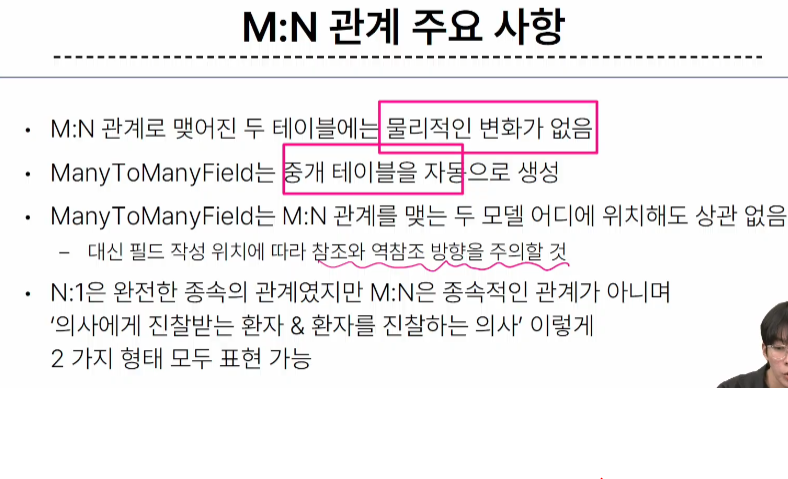 M:N 관계 주요 사항
• M:N 관계로 맺어진 두 테이블에는 물리적인 변화가 없음
• ManyToManyField는 중개 테이블을 자동으로 생성
• ManyToManyField는 M:N 관계를 맺는 두 모델 어디에 위치해도 상관 없음
– 대신 필드 작성 위치에 따라 참조와 역참조 방향을 주의할 것
• N:1은 완전한 종속의 관계였지만 M:N은 종속적인 관계가 아니며
‘의사에게 진찰받는 환자 & 환자를 진찰하는 의사’ 이렇게
2 가지 형태 모두 표현 가능